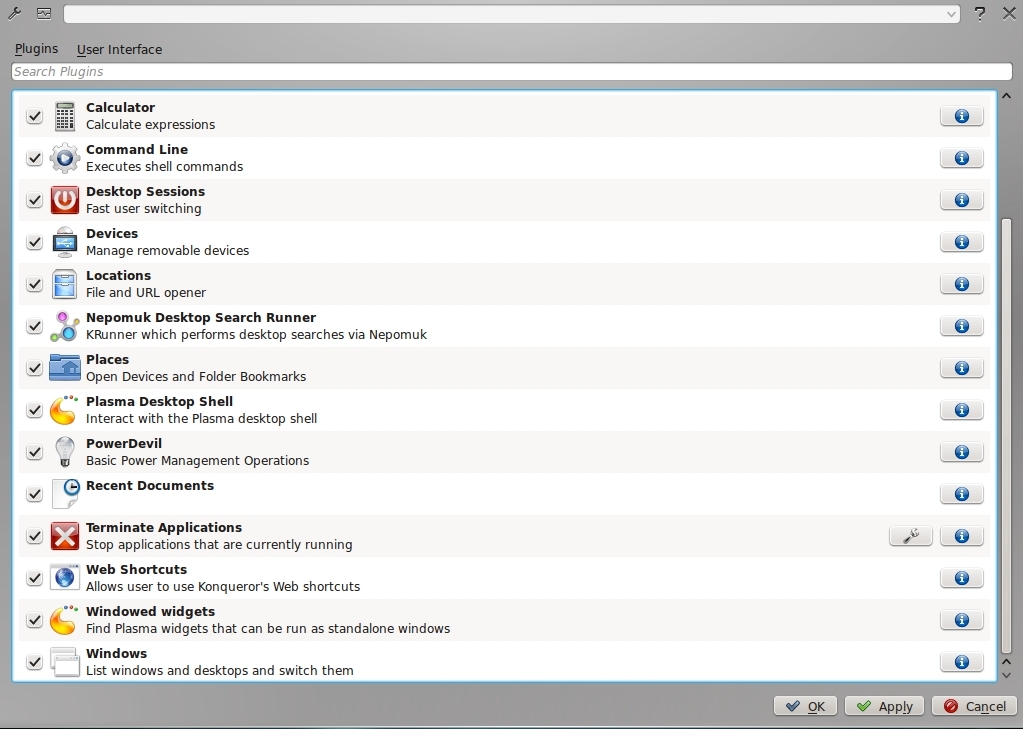 Plugins User Interface
Search Plugins
Calculator
Calculate expressions
Command Line
Executes shell commands
Desktop Sessions
Fast user switching
Devices
Manage removable devices
Locations
File and URL opener
Nepomuk Desktop Search Runner
KRunner which performs desktop searches via Nepomuk
Places
Open Devices and Folder Bookmarks
Plasma Desktop Shell
Interact with the Plasma desktop shell
PowerDevil
Basic Power Management Operations
Recent Documents
Terminate Applications
Stop applications that are currently running
Web Shortcuts
Allows user to use Konqueror's Web shortcuts
Windowed widgets
Find Plasma widgets that can be run as standalone windows
Windows
List windows and desktops and switch them
OK Apply Cancel